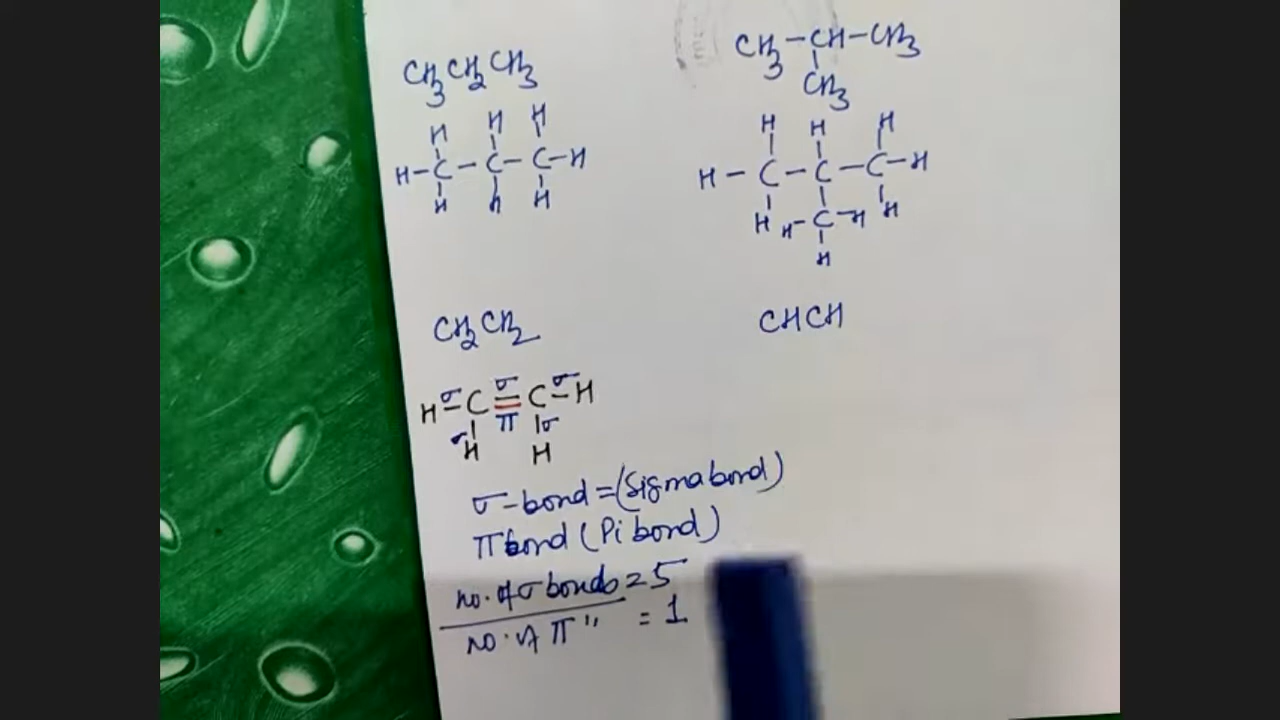 CH3CH2CH3
H H H
H-C-C-C-H
H H H
CH3-CH-CH3
CH3
H H H
H-C-C-C-H
H H-C-H H
H
CH2CH2
σ σ σ
H-C=C-H
σ π σ
H H
CHCH
σ-bond=(Sigma bond)
π bond (Pi bond)
no. of σ bonds = 5
no. of π " = 1